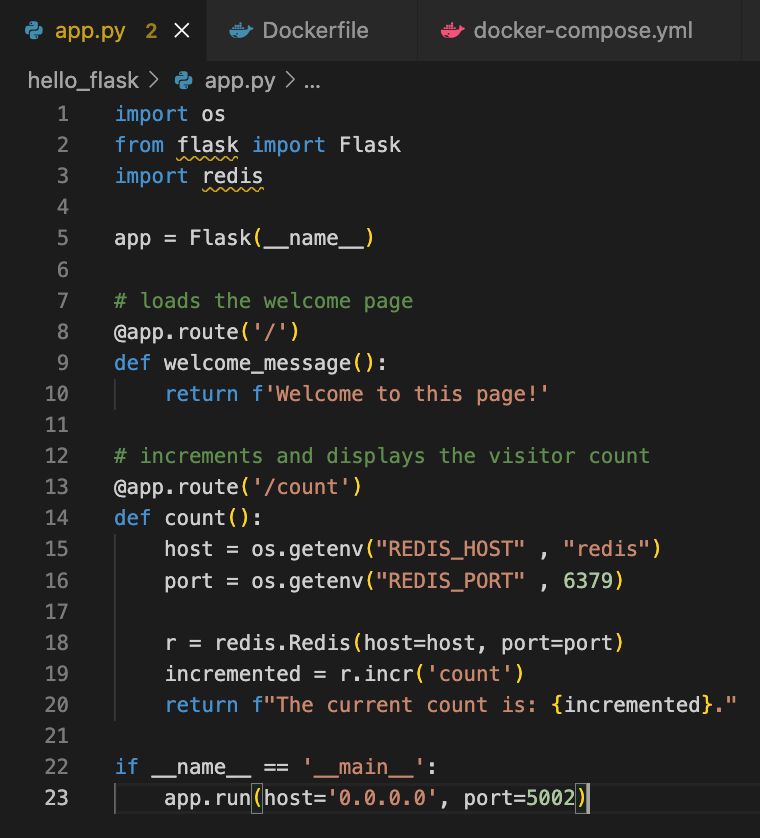 app.py 2 × Dockerfile docker-compose.yml
hello_flask > app.py > ...
1 import os
2 from flask import Flask
3 import redis
4
5 app = Flask(__name__)
6
7 # loads the welcome page
8 @app.route('/')
9 def welcome_message():
10     return f'Welcome to this page!'
11
12 # increments and displays the visitor count
13 @app.route('/count')
14 def count():
15     host = os.getenv("REDIS_HOST" , "redis")
16     port = os.getenv("REDIS_PORT" , 6379)
17
18     r = redis.Redis(host=host, port=port)
19     incremented = r.incr('count')
20     return f"The current count is: {incremented}."
21
22 if __name__ == '__main__':
23     app.run(host='0.0.0.0', port=5002)